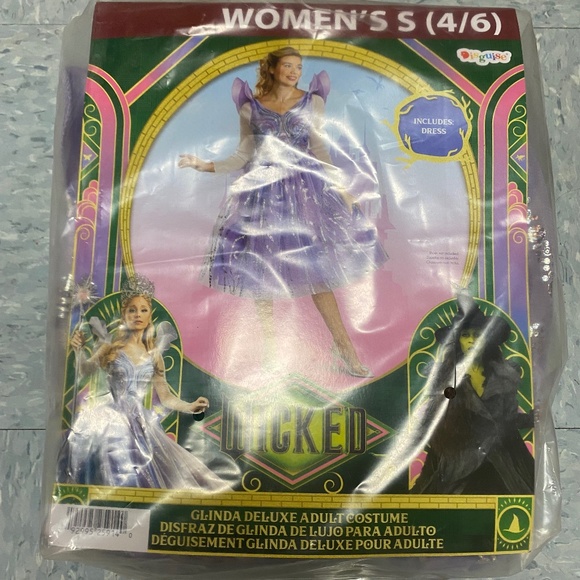 WOMEN'S S (4/6)
Disguise
INCLUDES:
DRESS
WICKED
GLINDA DELUXE ADULT COSTUME
DISFRAZ DE GLINDA DE LUJO PARA ADULTO
DÉGUISEMENT GLINDA DELUXE POUR ADULTE